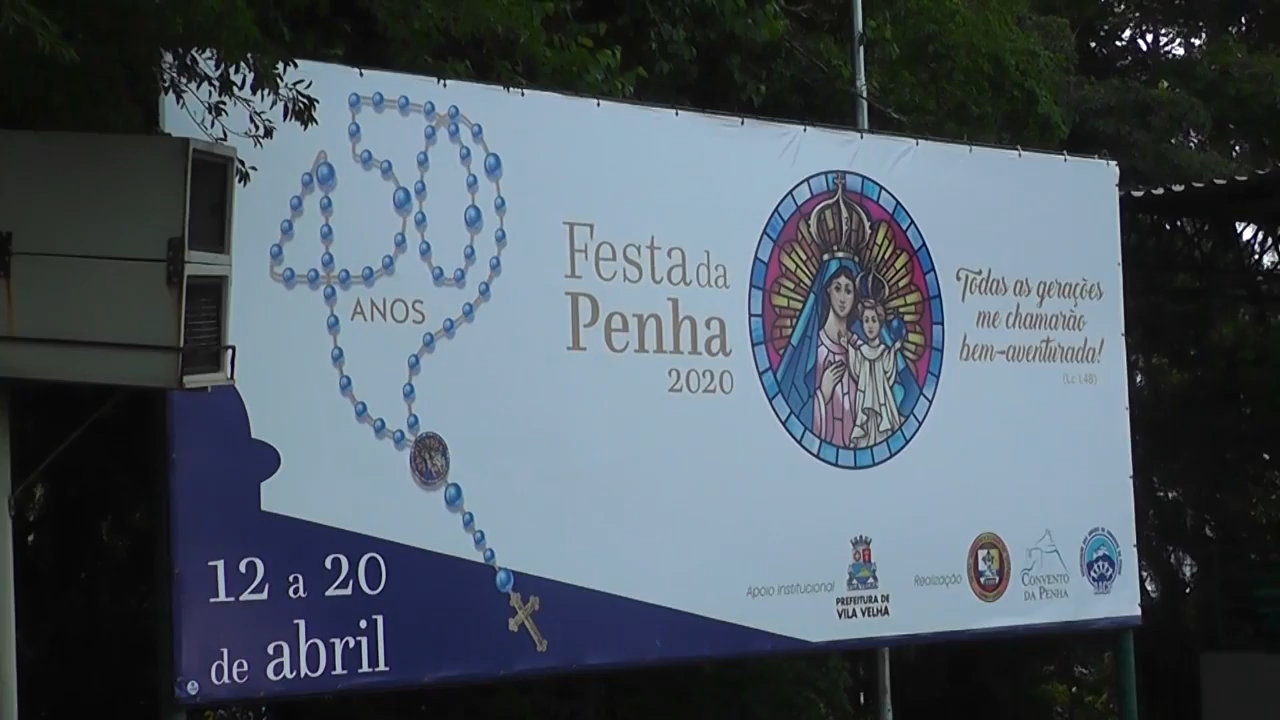 450
ANOS
Festa da
Penha
2020
Todas as gerações
me chamarão
bem-aventurada!
(Lc 1,48)
12 a 20
de abril
Apoio Institucional
PREFEITURA DE
VILA VELHA
Realização
CONVENTO
DA PENHA